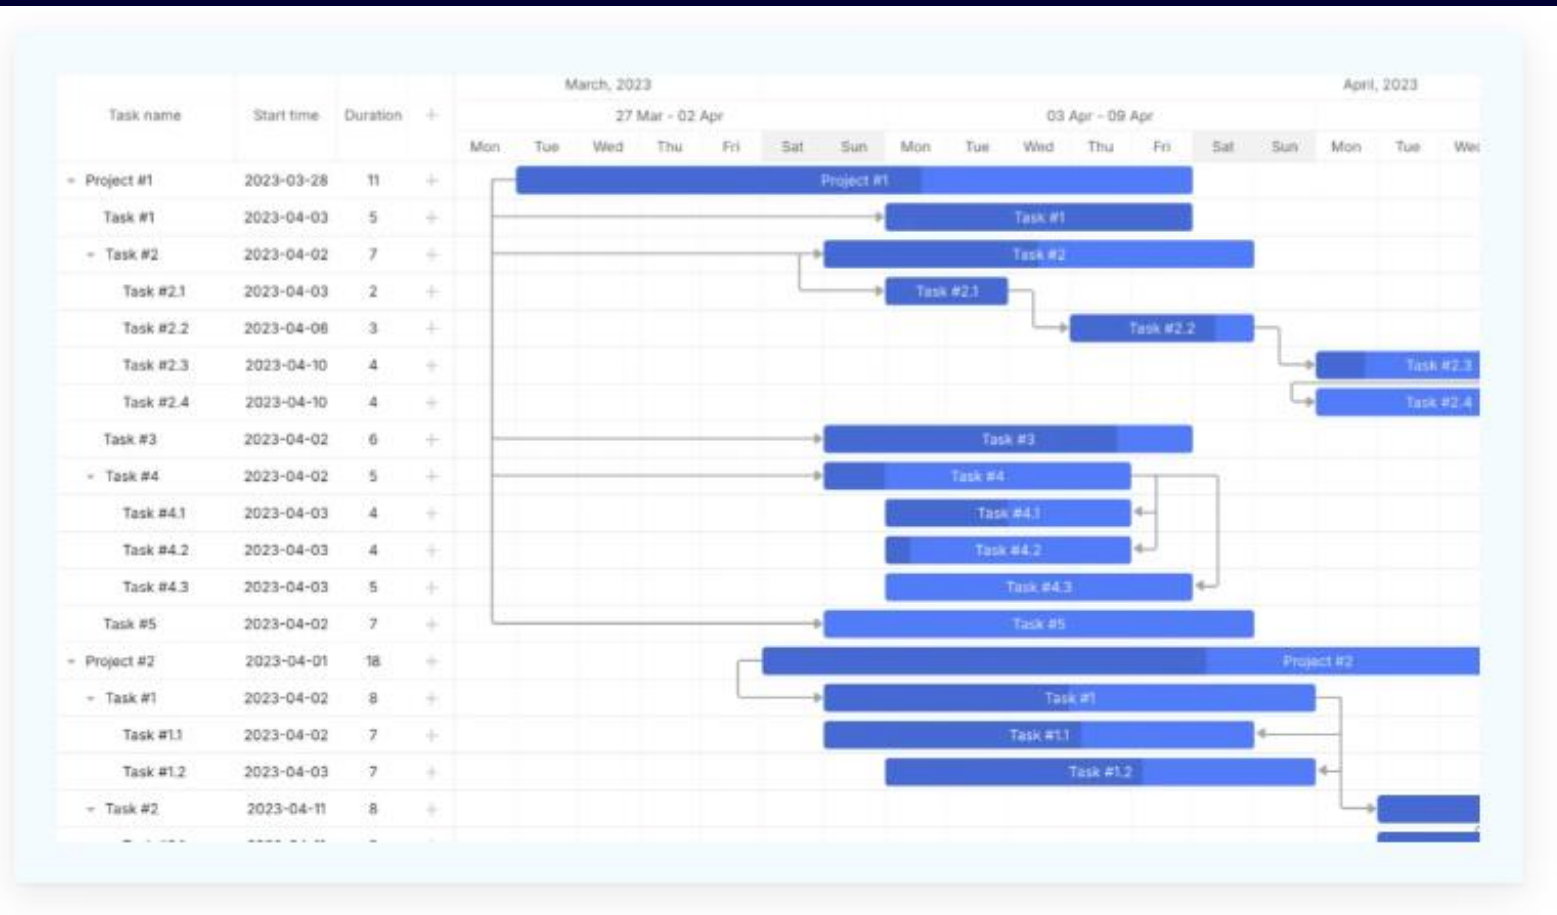 March, 2023 April, 2023
Task name Start time Duration + 27 Mar - 02 Apr 03 Apr - 09 Apr
Mon Tue Wed Thu Fri Sat Sun Mon Tue Wed Thu Fri Sat Sun Mon Tue Wed
Project #1 2023-03-28 11 + Project #1
Task #1 2023-04-03 5 + Task #1
Task #2 2023-04-02 7 + Task #2
Task #2.1 2023-04-03 2 + Task #2.1
Task #2.2 2023-04-06 3 + Task #2.2
Task #2.3 2023-04-10 4 + Task #2.3
Task #2.4 2023-04-10 4 + Task #2.4
Task #3 2023-04-02 6 + Task #3
Task #4 2023-04-02 5 + Task #4
Task #4.1 2023-04-03 4 + Task #4.1
Task #4.2 2023-04-03 4 + Task #4.2
Task #4.3 2023-04-03 5 + Task #4.3
Task #5 2023-04-02 7 + Task #5
Project #2 2023-04-01 18 + Project #2
Task #1 2023-04-02 8 + Task #1
Task #1.1 2023-04-02 7 + Task #1.1
Task #1.2 2023-04-03 7 + Task #1.2
Task #2 2023-04-11 8 +